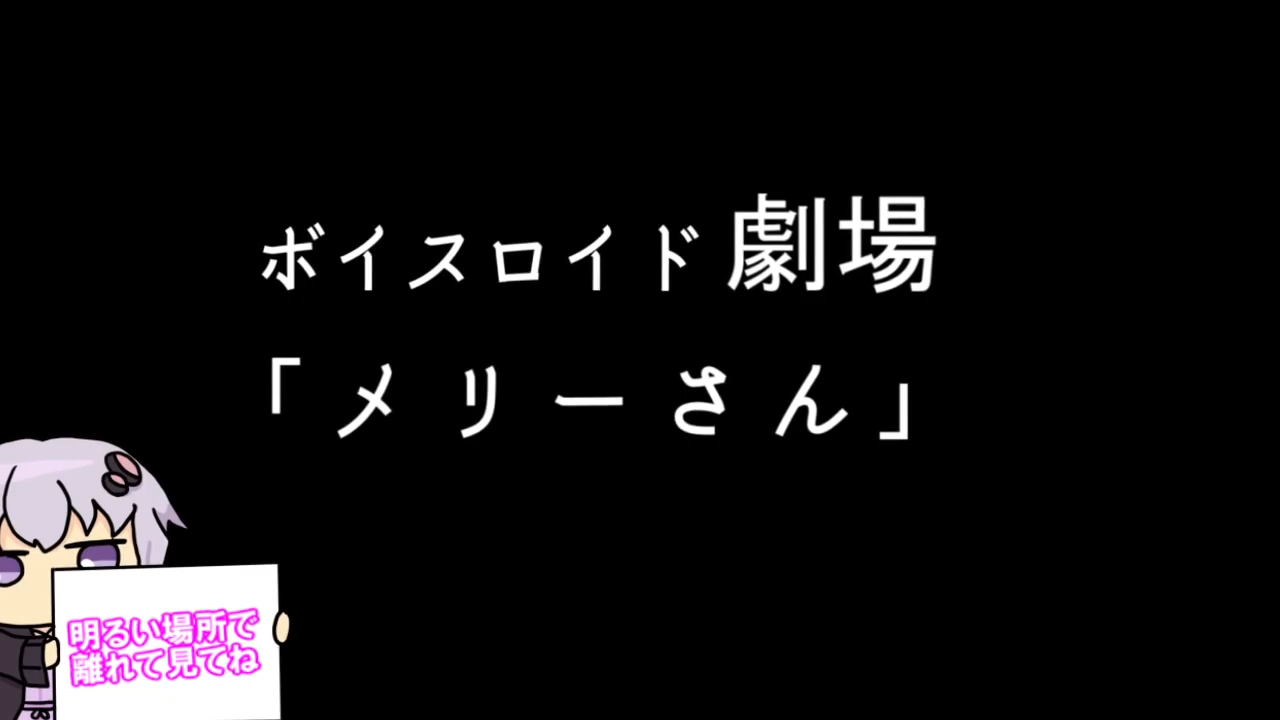 ボイスロイド劇場
「メリーさん」
明るい場所で
離れて見てね